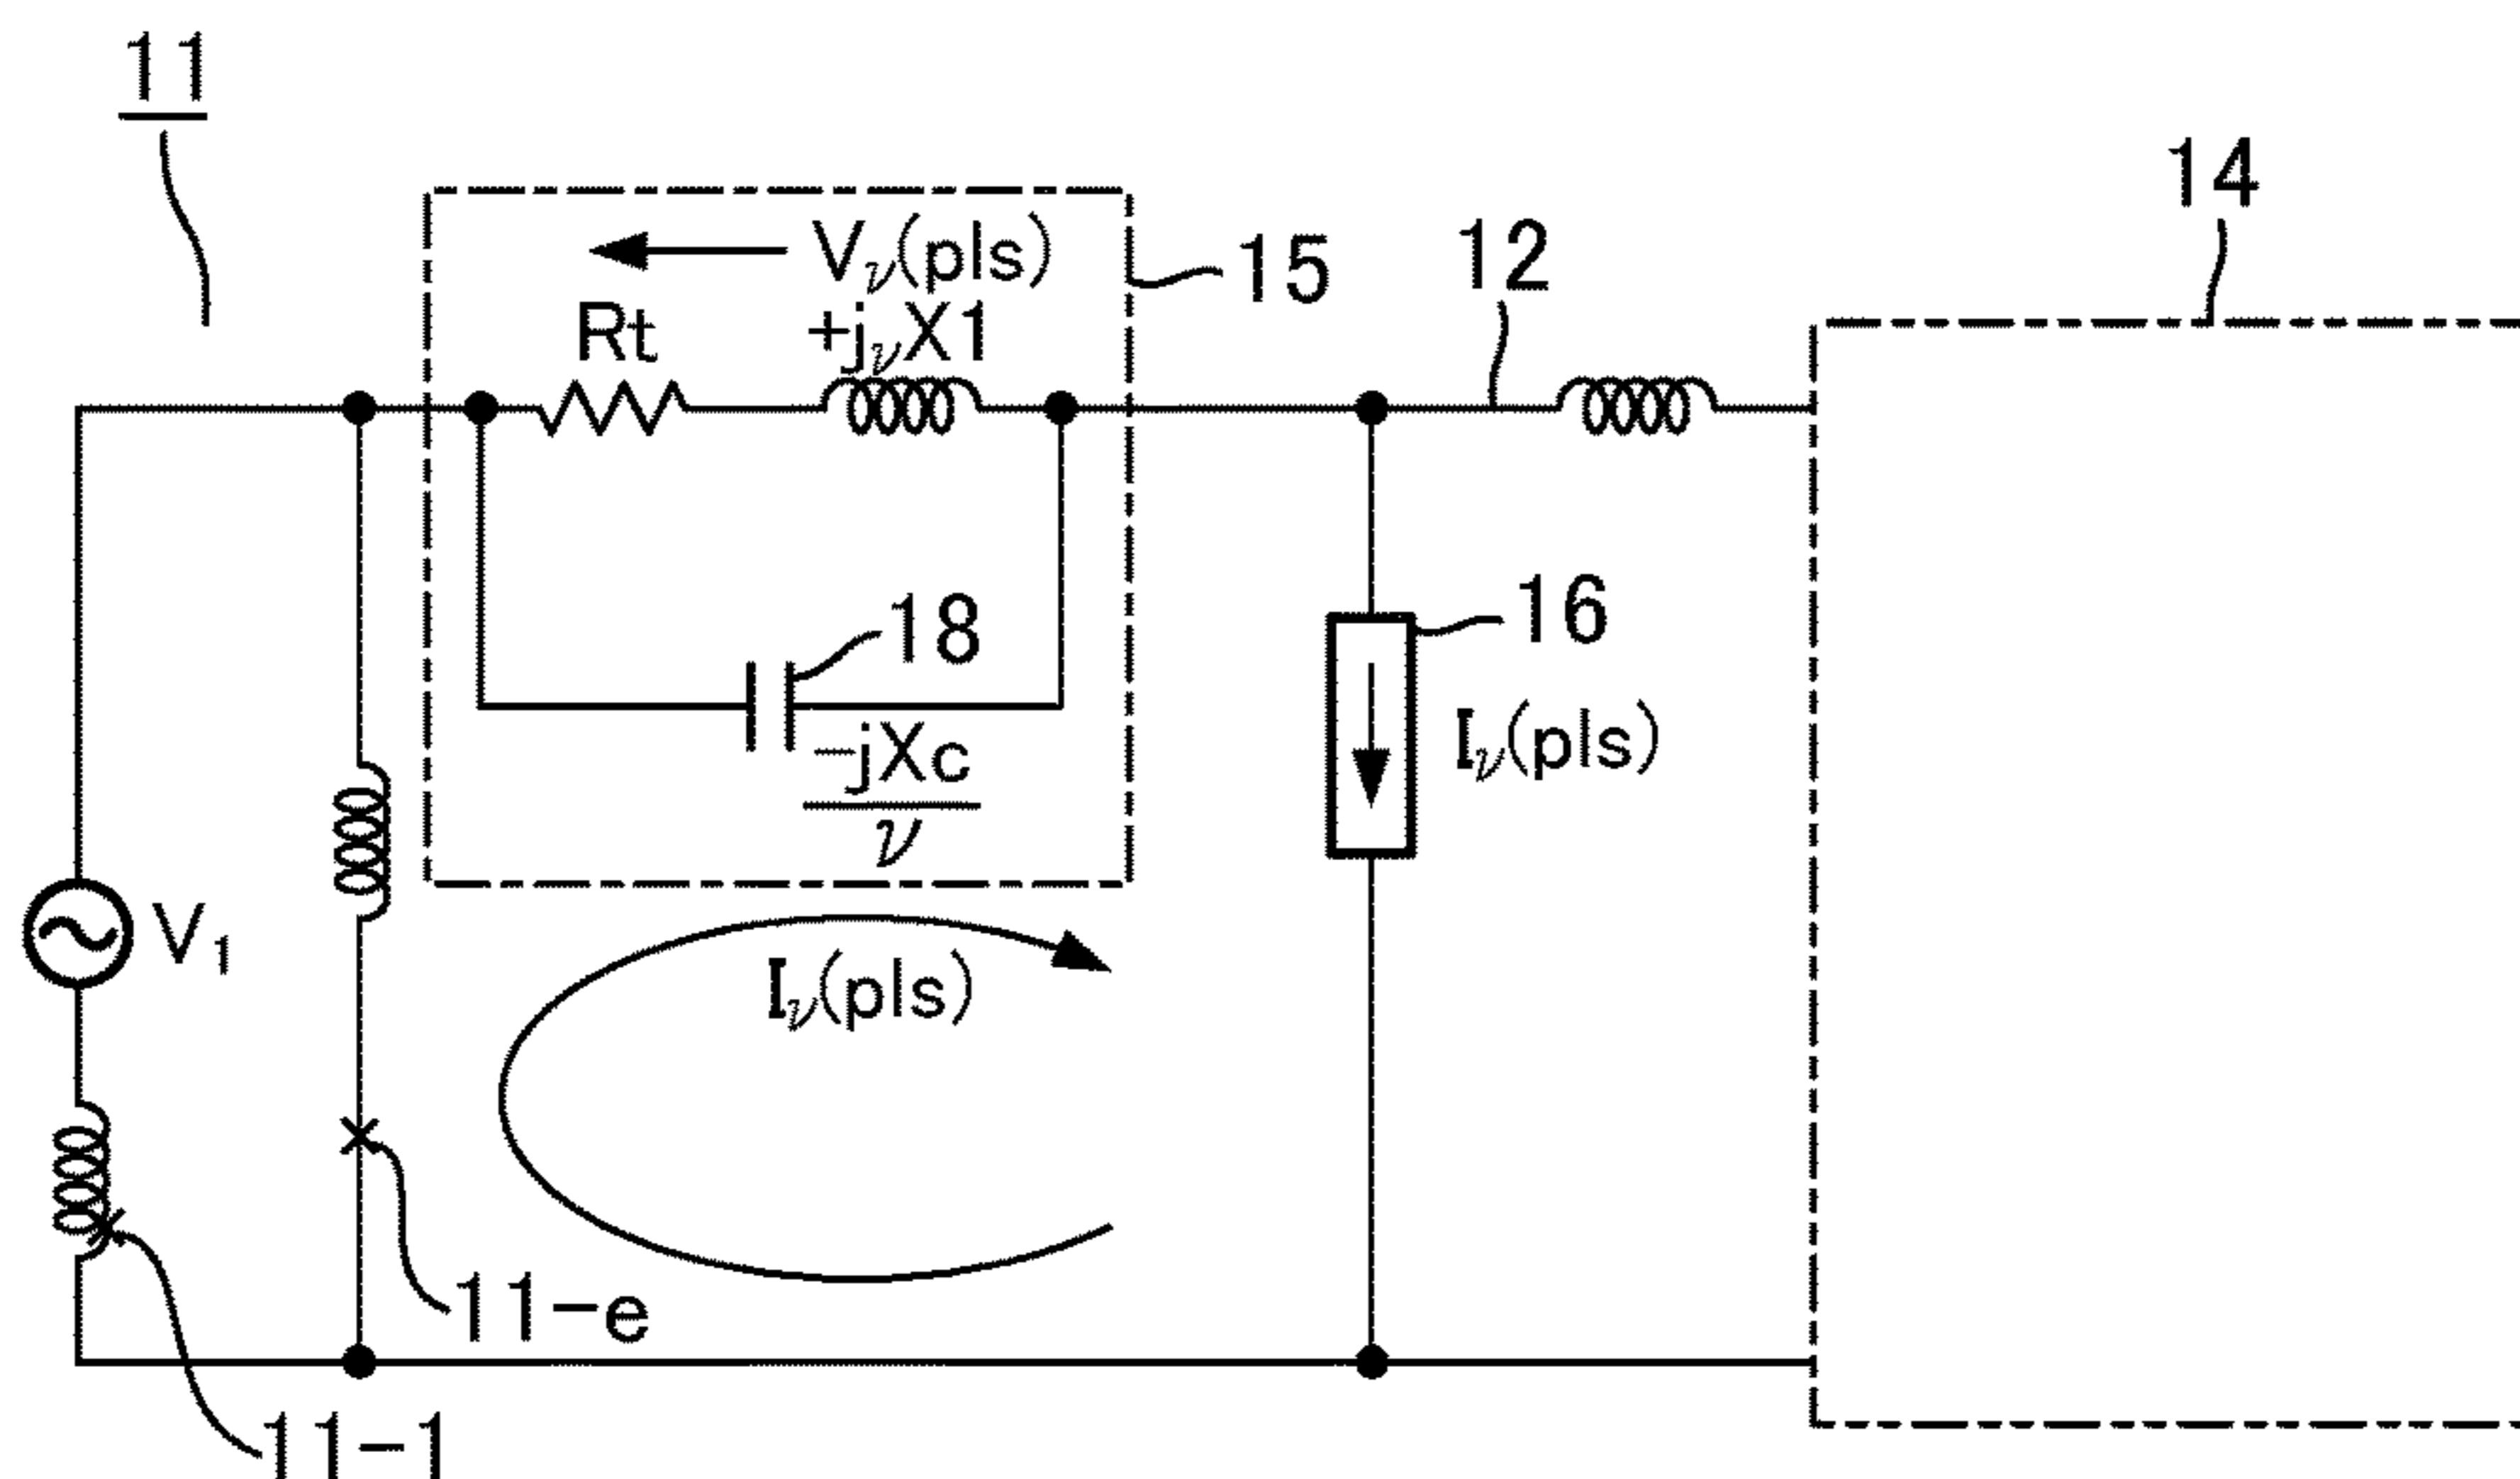 11
14
V𝜈(pls)
15
12
Rt
+j𝜈X1
18
16
−jXc
𝜈
I𝜈(pls)
V1
I𝜈(pls)
11−e
11−1